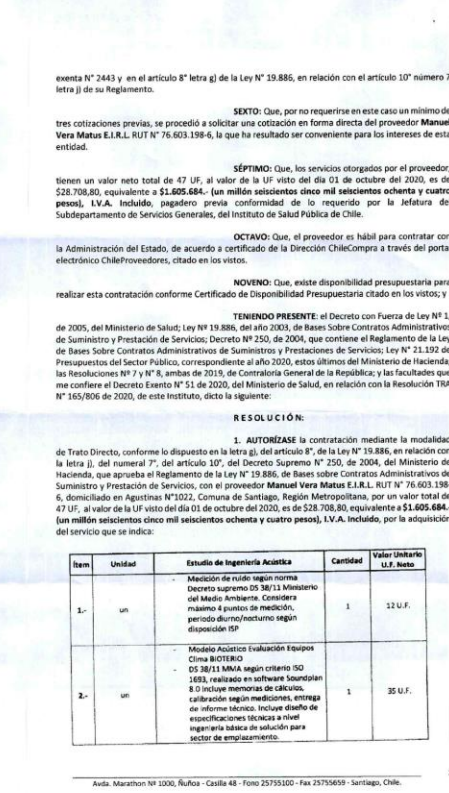 exenta N° 2443 y en el artículo 8° letra g) de la Ley N° 19.886, en relación con el artículo 10° número 7
letra j) de su Reglamento.
SEXTO: Que, por no requerirse en este caso un mínimo de
tres cotizaciones previas, se procedió a solicitar una cotización en forma directa del proveedor Manuel
Vera Matus E.I.R.L. RUT N° 76.603.198-6, la que ha resultado ser conveniente para los intereses de esta
entidad.
SÉPTIMO: Que, los servicios otorgados por el proveedor,
tienen un valor neto total de 47 UF, al valor de la UF visto del día 01 de octubre del 2020, es de
$28.708,80, equivalente a $1.605.684.- (un millón seiscientos cinco mil seiscientos ochenta y cuatro
pesos), I.V.A. Incluido, pagadero previa conformidad de lo requerido por la Jefatura de
Subdepartamento de Servicios Generales, del Instituto de Salud Pública de Chile.
OCTAVO: Que, el proveedor es hábil para contratar con
la Administración del Estado, de acuerdo a certificado de la Dirección ChileCompra a través del porta
electrónico ChileProveedores, citado en los vistos.
NOVENO: Que, existe disponibilidad presupuestaria para
realizar esta contratación conforme Certificado de Disponibilidad Presupuestaria citado en los vistos; y
TENIENDO PRESENTE: el Decreto con Fuerza de Ley N° 1,
de 2005, del Ministerio de Salud; Ley Nº 19.886, del año 2003, de Bases Sobre Contratos Administrativos
de Suministro y Prestación de Servicios; Decreto N° 250, de 2004, que contiene el Reglamento de la Ley
de Bases Sobre Contratos Administrativos de Suministros y Prestaciones de Servicios; Ley N° 21.192 de
Presupuestos del Sector Público, correspondiente al año 2020, estos últimos del Ministerio de Hacienda;
las Resoluciones Nº 7 y N° 8, ambas de 2019, de Contraloría General de la República; y las facultades que
me confiere el Decreto Exento N° 51 de 2020, del Ministerio de Salud, en relación con la Resolución TRA
N° 165/806 de 2020, de este Instituto, dicto la siguiente:
R E S O L U C I Ó N:
1. AUTORÍZASE la contratación mediante la modalidad
de Trato Directo, conforme lo dispuesto en la letra g), del artículo 8°, de la Ley N° 19.886, en relación con
la letra j), del numeral 7°, del artículo 10°, del Decreto Supremo N° 250, de 2004, del Ministerio de
Hacienda, que aprueba el Reglamento de la Ley N° 19.886, de Bases sobre Contratos Administrativos de
Suministro y Prestación de Servicios, con el proveedor Manuel Vera Matus E.I.R.L. RUT N° 76.603.198-
6, domiciliado en Agustinas N°1022, Comuna de Santiago, Región Metropolitana, por un valor total de
47 UF, al valor de la UF visto del día 01 de octubre del 2020, es de $28.708,80, equivalente a $1.605.684.-
(un millón seiscientos cinco mil seiscientos ochenta y cuatro pesos), I.V.A. Incluido, por la adquisición
del servicio que se indica:
Ítem Unidad Estudio de Ingeniería Acústica Cantidad Valor Unitario
U.F. Neto
1.- un - Medición de ruido según norma
Decreto supremo DS 38/11 Ministerio
del Medio Ambiente. Considera
máximo 4 puntos de medición,
periodo diurno/nocturno según
disposición ISP 1 12 U.F.
2.- un - Modelo Acústico Evaluación Equipos
Clima BIOTERIO
- DS 38/11 MMA según criterio ISO
1693, realizado en software Soundplan
8.0 incluye memorias de cálculos,
calibración según mediciones, entrega
de informe técnico. Incluye diseño de
especificaciones técnicas a nivel
ingeniería básica de solución para
sector de emplazamiento. 1 35 U.F.
Avda. Marathon Nº 1000, Ñuñoa - Casilla 48 - Fono 25755100 - Fax 25755659 - Santiago, Chile.